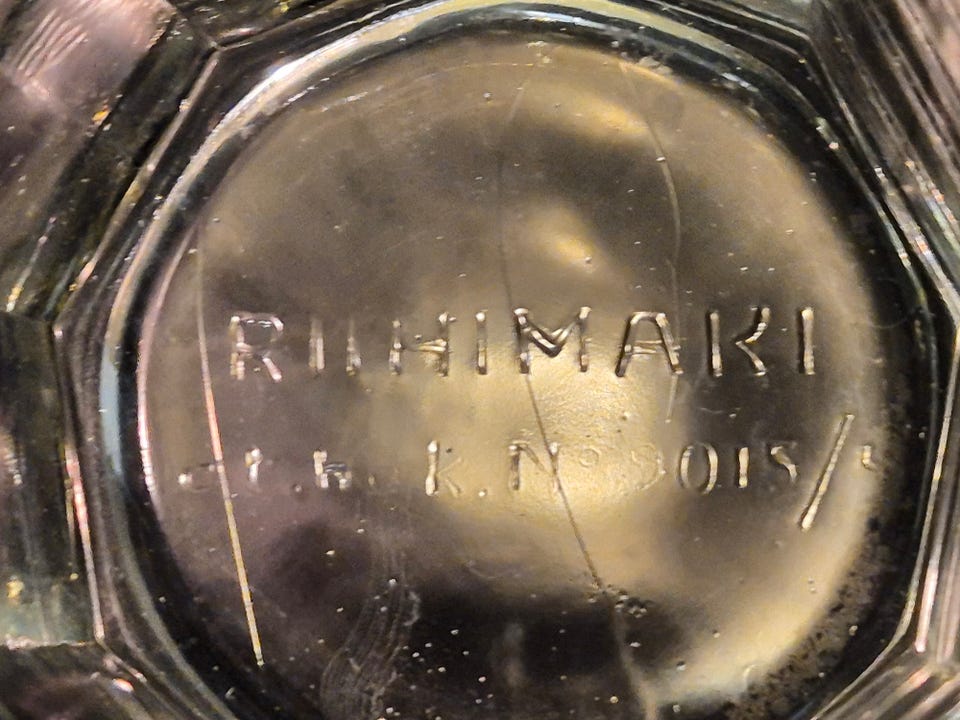 RIIHIMAKI
k. Nº 9015/